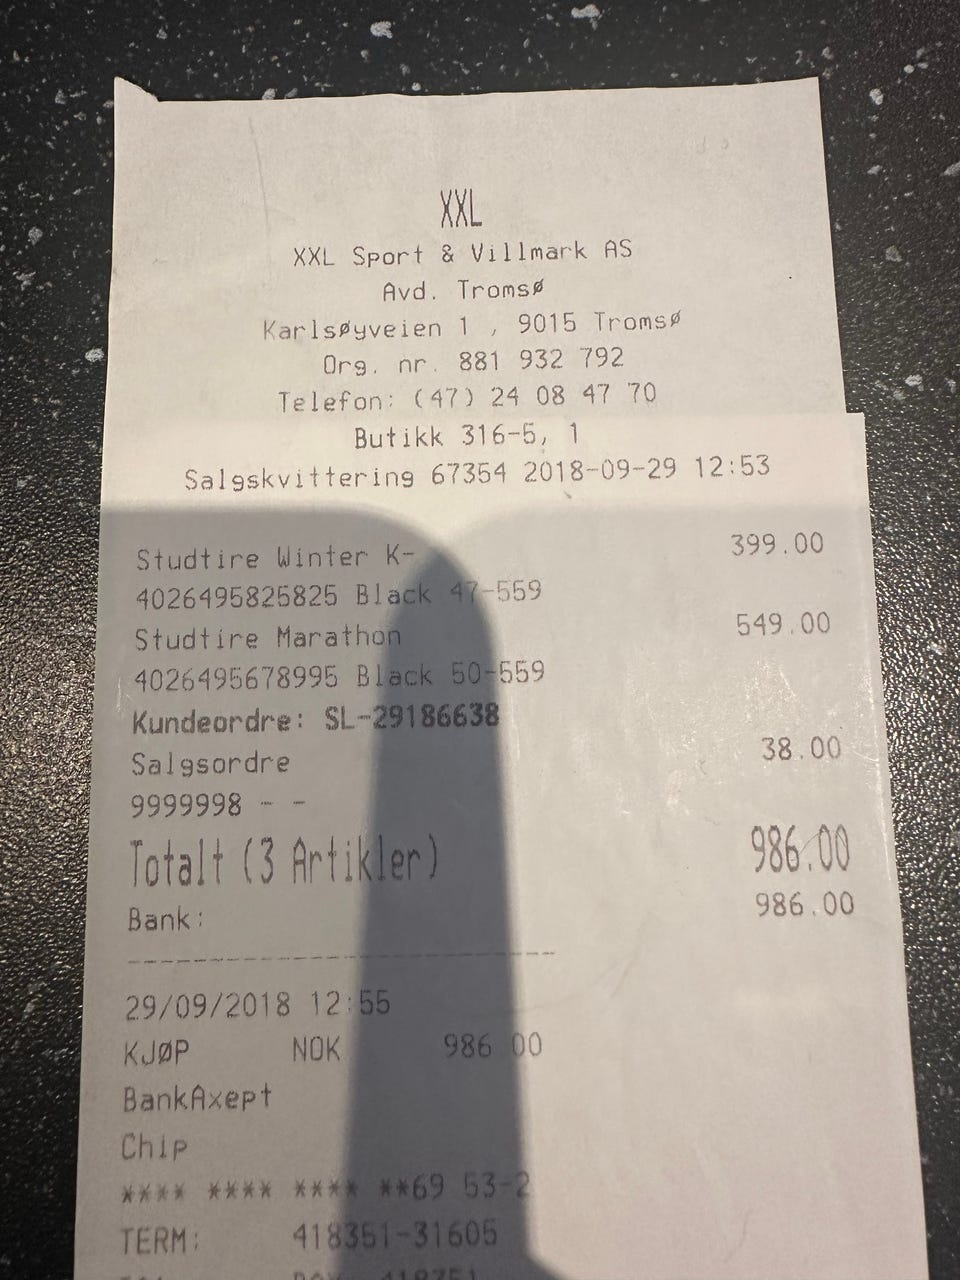 XXL
XXL Sport & Villmark AS
Avd. Tromsø
Karlsøyveien 1 , 9015 Tromsø
Org. nr. 881 932 792
Telefon: (47) 24 08 47 70
Butikk 316-5, 1
Salgskvittering 67354 2018-09-29 12:53
Studtire Winter K- 399.00
4026495825825 Black 47-559
Studtire Marathon 549.00
4026495678995 Black 50-559
Kundeordre: SL-29186638
Salgsordre 38.00
9999998 - -
Totalt (3 Artikler) 986.00
Bank: 986.00
29/09/2018 12:55
KJØP NOK 986 00
BankAxept
Chip
**** **** **** **69 53-2
TERM: 418351-31605